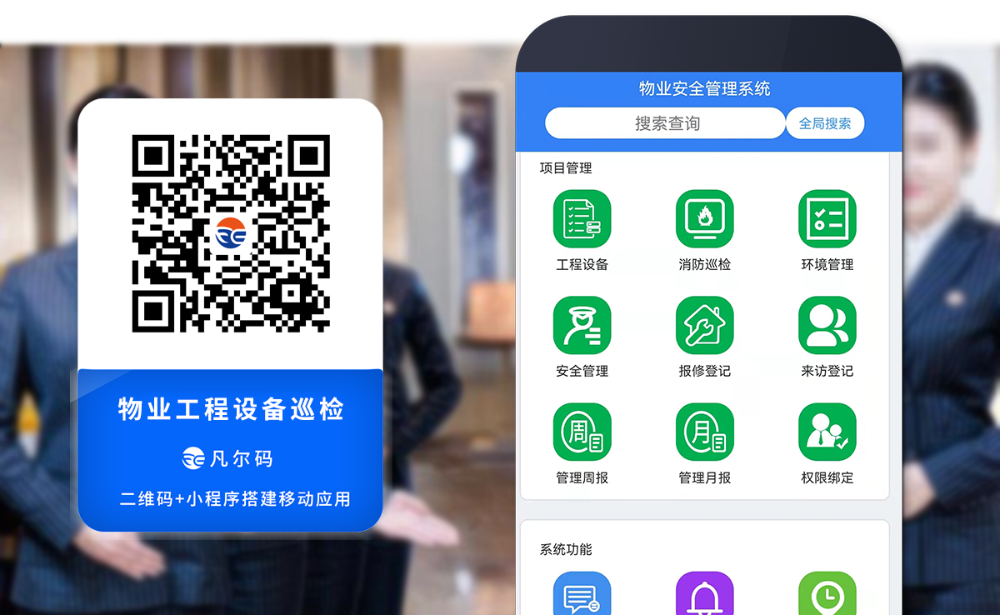 物业工程设备巡检
凡尔码
二维码+小程序搭建移动应用
物业安全管理系统
搜索查询
全局搜索
项目管理
工程设备
消防巡检
环境管理
安全管理
报修登记
来访登记
周
管理周报
月
管理月报
权限绑定
系统功能